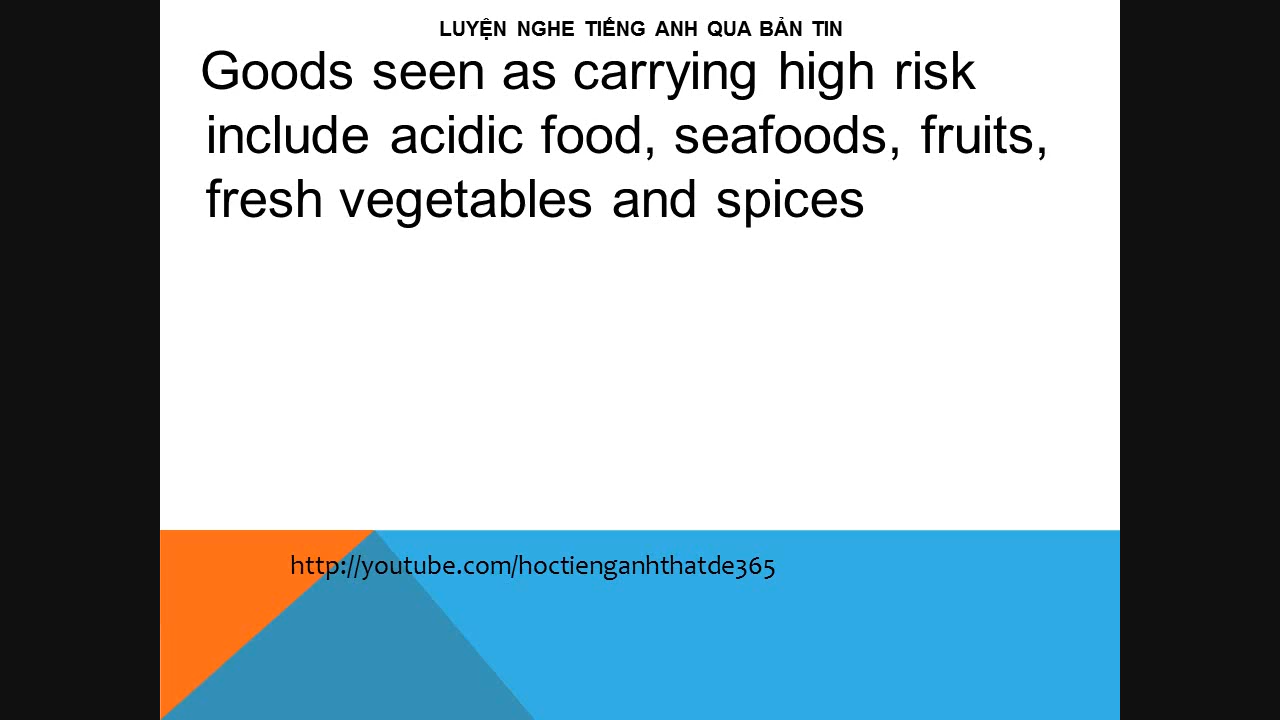 LUYỆN NGHE TIẾNG ANH QUA BẢN TIN
Goods seen as carrying high risk
include acidic food, seafoods, fruits,
fresh vegetables and spices
http://youtube.com/hoctienganhthatde365